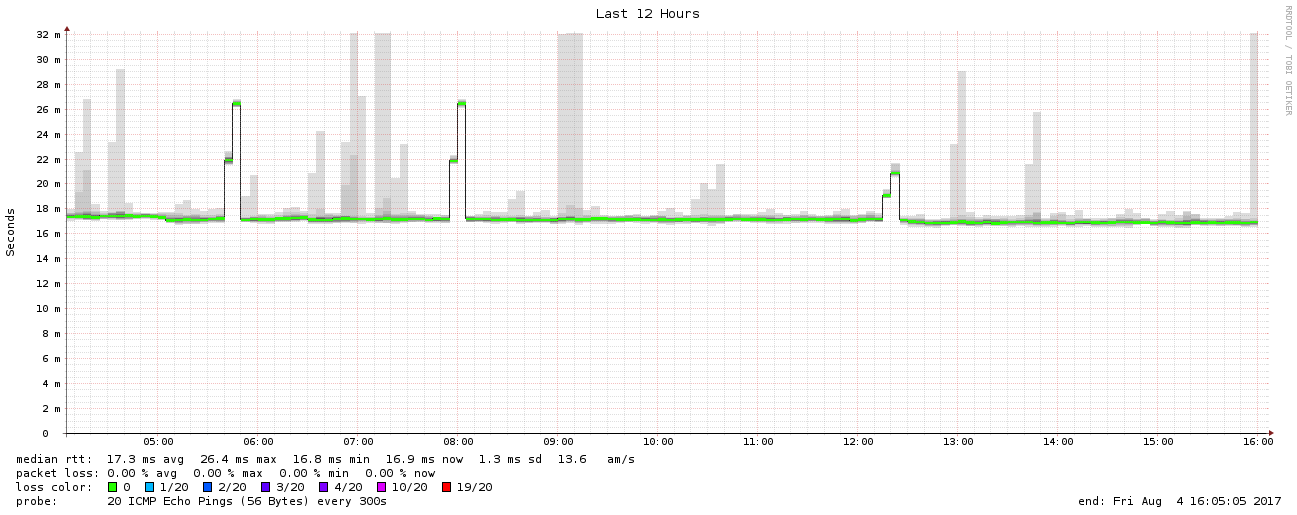 Last 12 Hours
RRDTOOL / TOBI OETIKER
Seconds
32 m
30 m
28 m
26 m
24 m
22 m
20 m
18 m
16 m
14 m
12 m
10 m
8 m
6 m
4 m
2 m
0
05:00 06:00 07:00 08:00 09:00 10:00 11:00 12:00 13:00 14:00 15:00 16:00
median rtt: 17.3 ms avg 26.4 ms max 16.8 ms min 16.9 ms now 1.3 ms sd 13.6 am/s
packet loss: 0.00 % avg 0.00 % max 0.00 % min 0.00 % now
loss color: 0 1/20 2/20 3/20 4/20 10/20 19/20
probe: 20 ICMP Echo Pings (56 Bytes) every 300s end: Fri Aug 4 16:05:05 2017